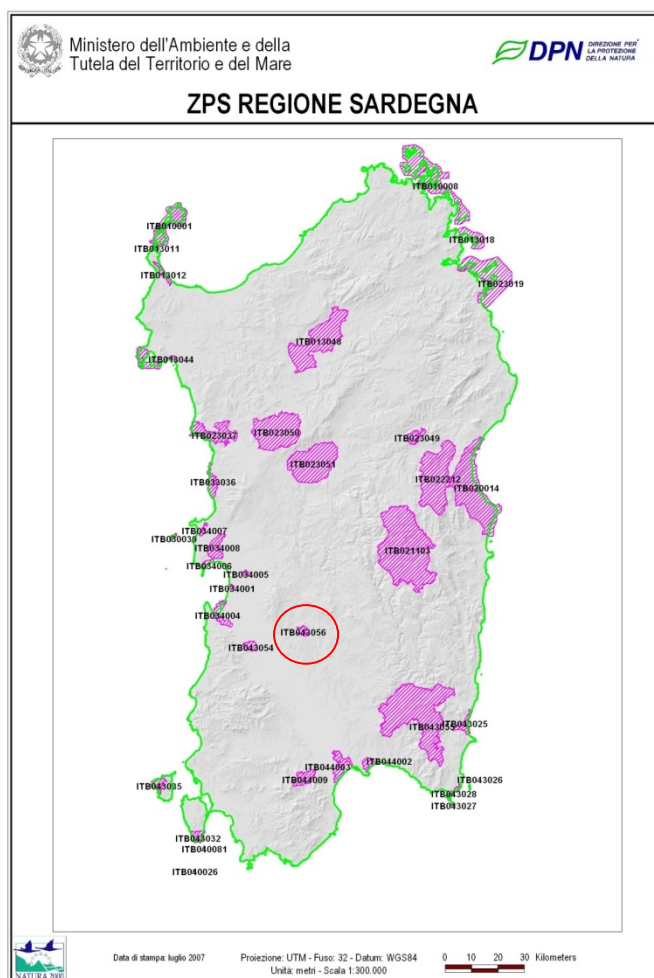 Ministero dell'Ambiente e della
Tutela del Territorio e del Mare
DPN DIREZIONE PER
LA PROTEZIONE
DELLA NATURA
ZPS REGIONE SARDEGNA
ITB010008
ITB010001
ITB013011
ITB013018
ITB013012
ITB023019
ITB013048
ITB013044
ITB023037
ITB023050
ITB023049
ITB023051
ITB022212
ITB020014
ITB033036
ITB034007
ITB030039
ITB034008
ITB021103
ITB034006
ITB034005
ITB034001
ITB034004
ITB043056
ITB043054
ITB043025
ITB043055
ITB044002
ITB044003
ITB044009
ITB043026
ITB043035
ITB043028
ITB043027
ITB043032
ITB040081
ITB040026
NATURA 2000
Data di stampa: luglio 2007
Proiezione: UTM - Fuso: 32 - Datum: WGS84
Unità: metri - Scala 1:300.000
0 10 20 30 Kilometers